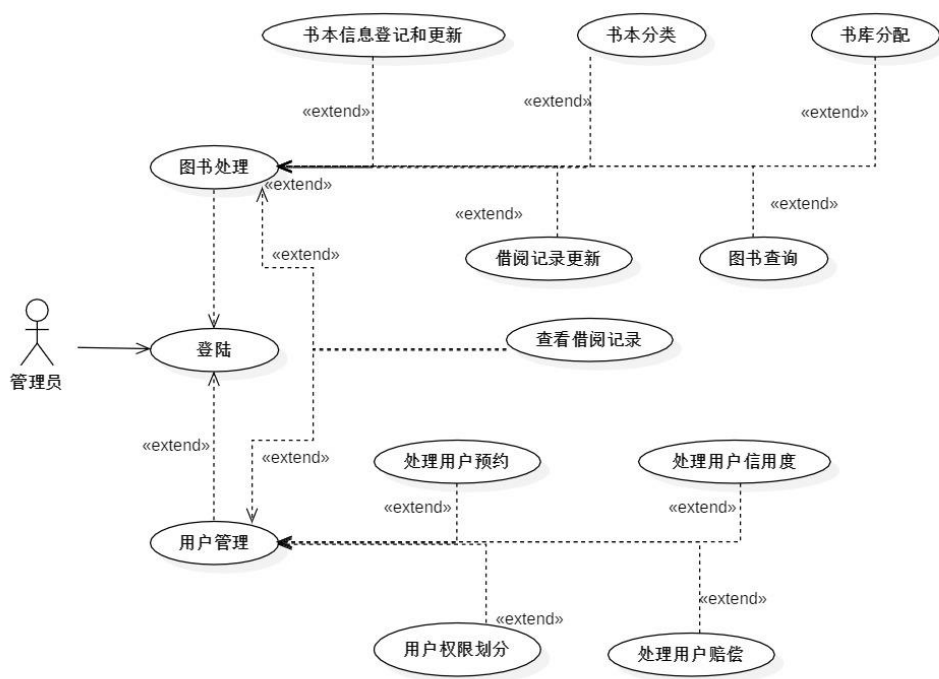 书本信息登记和更新
书本分类
书库分配
«extend»
«extend»
«extend»
图书处理
«extend»
«extend»
«extend»
«extend»
借阅记录更新
图书查询
管理员
登陆
查看借阅记录
«extend»
«extend»
处理用户预约
处理用户信用度
«extend»
«extend»
用户管理
«extend»
«extend»
用户权限划分
处理用户赔偿